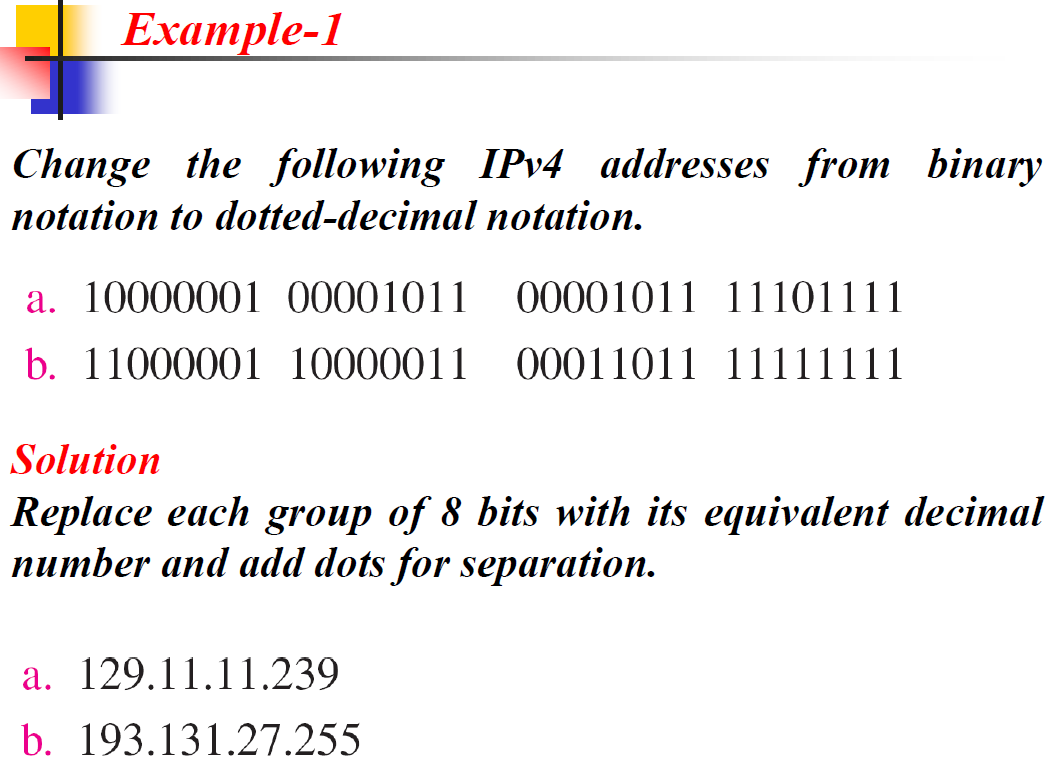 Example-1
Change the following IPv4 addresses from binary
notation to dotted-decimal notation.
a. 10000001 00001011 00001011 11101111
b. 11000001 10000011 00011011 11111111
Solution
Replace each group of 8 bits with its equivalent decimal
number and add dots for separation.
a. 129.11.11.239
b. 193.131.27.255